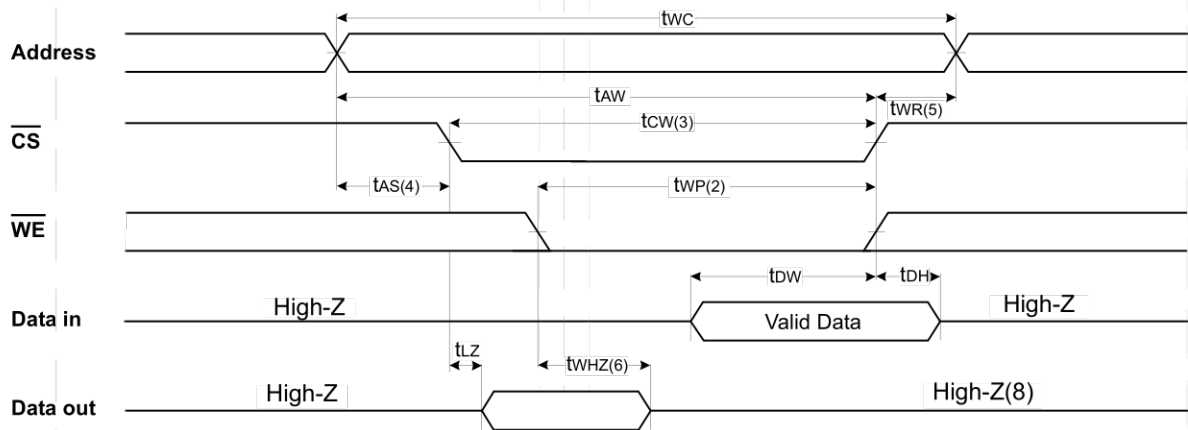 tWC
Address
tAW
tWR(5)
tCW(3)
CS
tAS(4)
tWP(2)
WE
tDW
tDH
High-Z
High-Z
Data in
Valid Data
tLZ
tWHZ(6)
High-Z
High-Z(8)
Data out